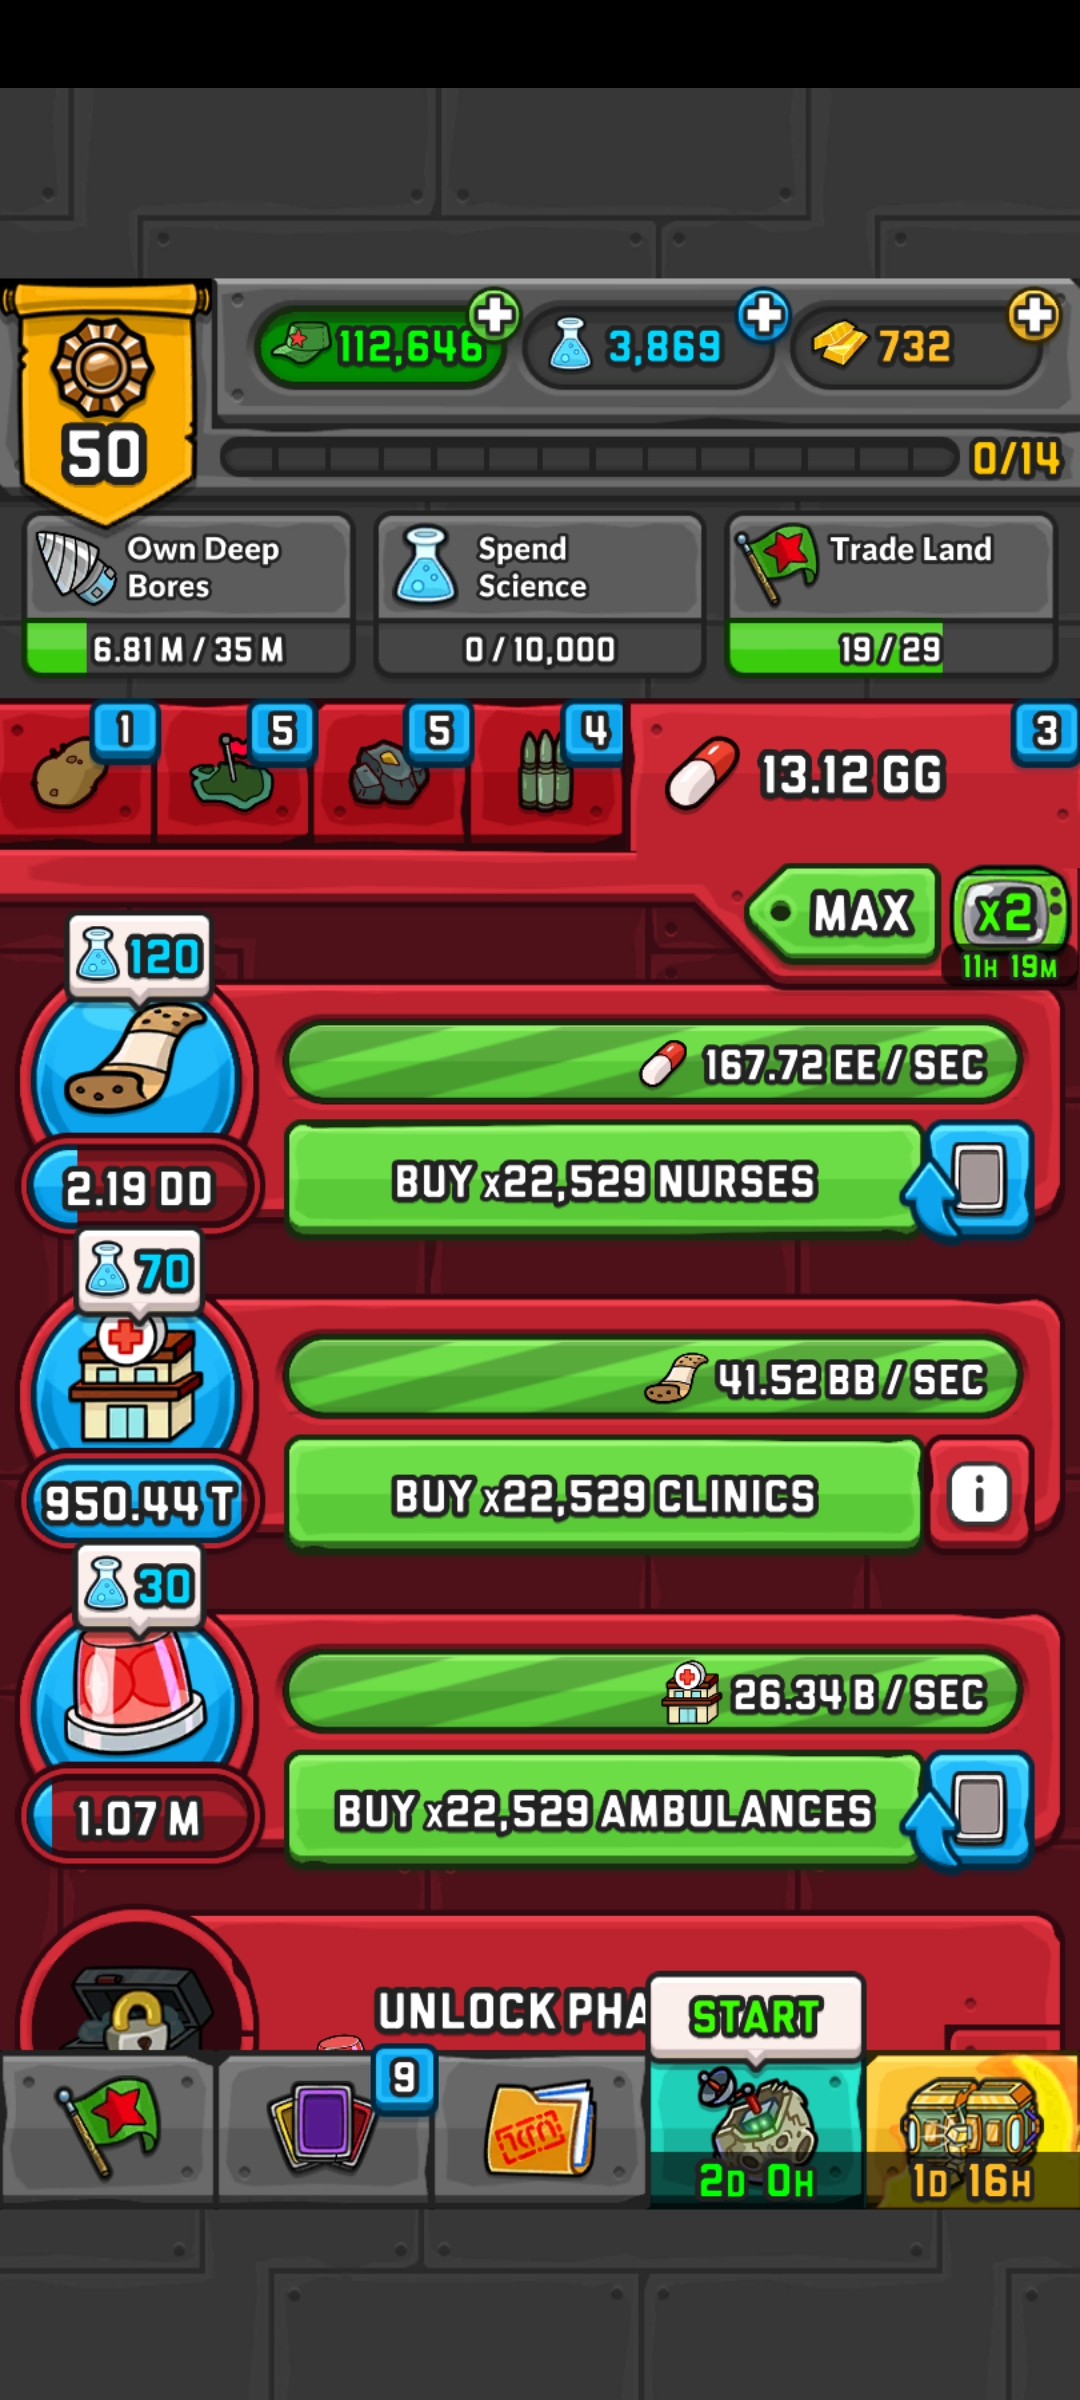 112,646
3,869
732
50
0/14
Own Deep Bores
Spend Science
Trade Land
6.81 M / 35 M
0 / 10,000
19 / 29
1
5
5
4
3
13.12 GG
MAX
x2
11H 19M
120
167.72 EE / SEC
BUY x22,529 NURSES
2.19 DD
70
41.52 BB / SEC
BUY x22,529 CLINICS
i
950.44 T
30
26.34 B / SEC
BUY x22,529 AMBULANCES
1.07 M
UNLOCK PHA
START
9
2D 0H
1D 16H